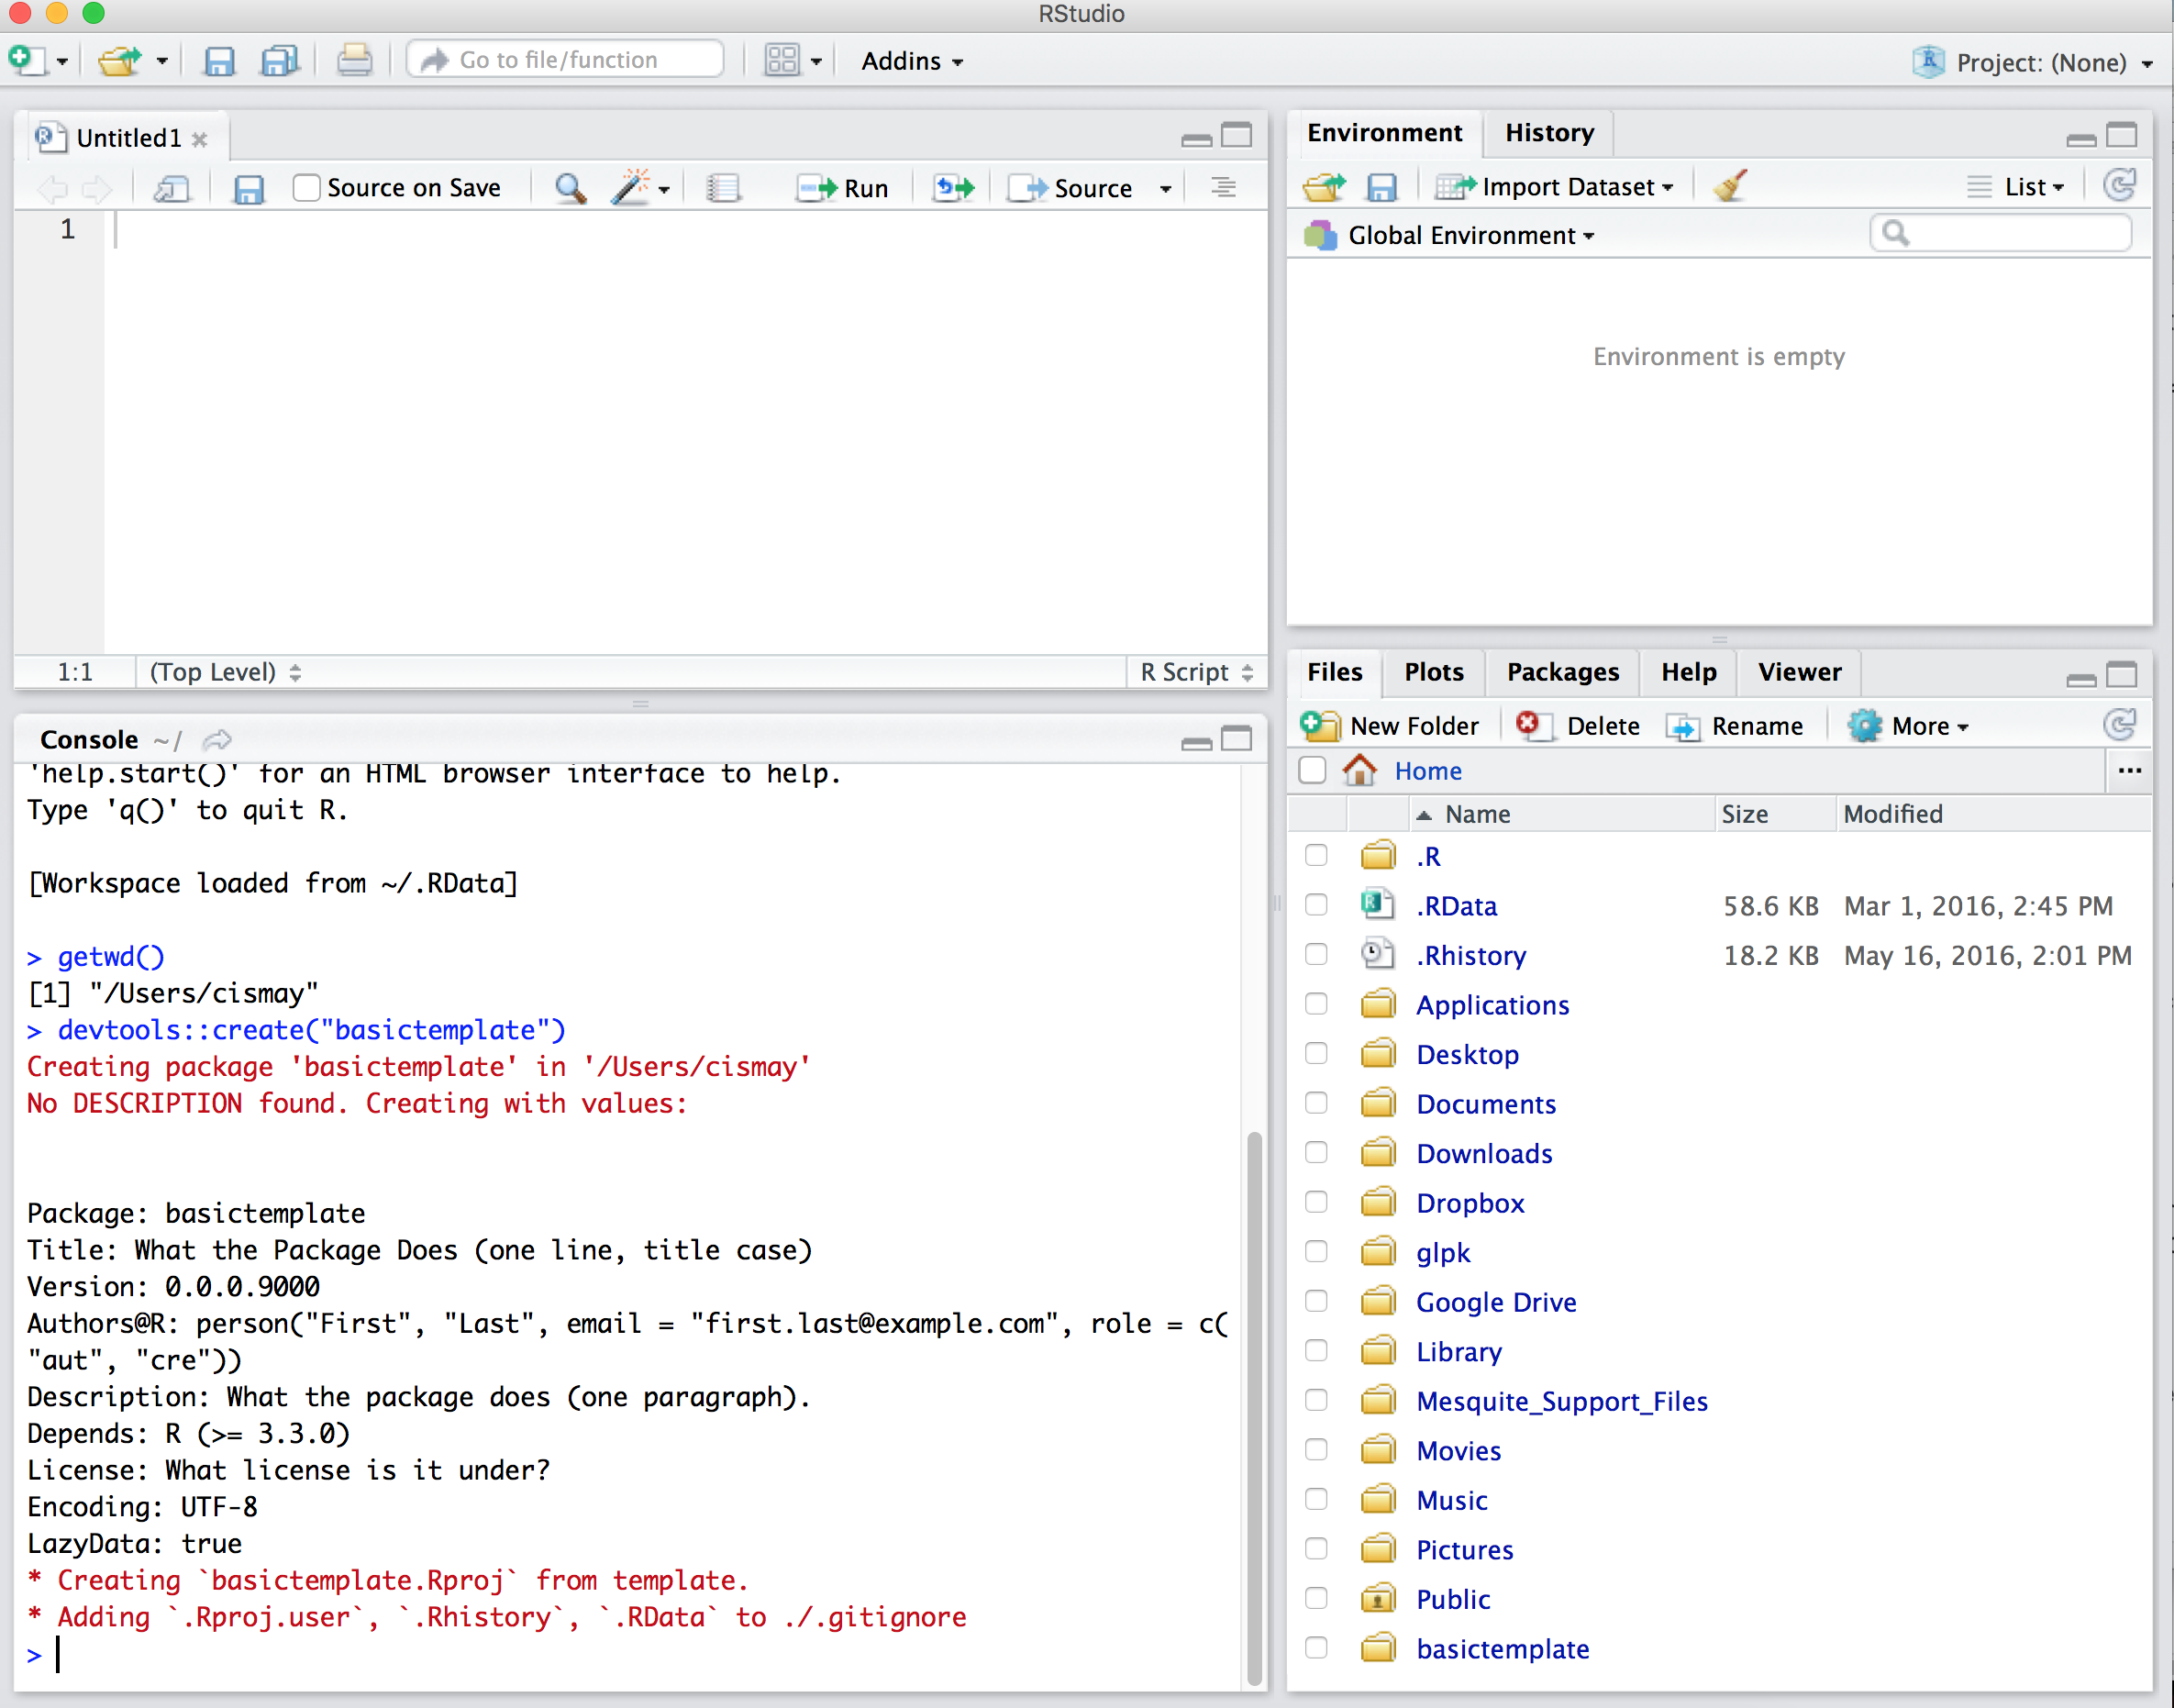 RStudio
Go to file/function
Addins
Project: (None)
Untitled1
Source on Save
Run
Source
1
1:1
(Top Level)
R Script
Console ~/
'help.start()' for an HTML browser interface to help.
Type 'q()' to quit R.
[Workspace loaded from ~/.RData]
> getwd()
[1] "/Users/cismay"
> devtools::create("basictemplate")
Creating package 'basictemplate' in '/Users/cismay'
No DESCRIPTION found. Creating with values:
Package: basictemplate
Title: What the Package Does (one line, title case)
Version: 0.0.0.9000
Authors@R: person("First", "Last", email = "first.last@example.com", role = c(
"aut", "cre"))
Description: What the package does (one paragraph).
Depends: R (>= 3.3.0)
License: What license is it under?
Encoding: UTF-8
LazyData: true
* Creating `basictemplate.Rproj` from template.
* Adding `.Rproj.user`, `.Rhistory`, `.RData` to ./.gitignore
>
Environment History
Import Dataset
List
Global Environment
Environment is empty
Files Plots Packages Help Viewer
New Folder Delete Rename More
Home ...
Name Size Modified
.R
.RData 58.6 KB Mar 1, 2016, 2:45 PM
.Rhistory 18.2 KB May 16, 2016, 2:01 PM
Applications
Desktop
Documents
Downloads
Dropbox
glpk
Google Drive
Library
Mesquite_Support_Files
Movies
Music
Pictures
Public
basictemplate